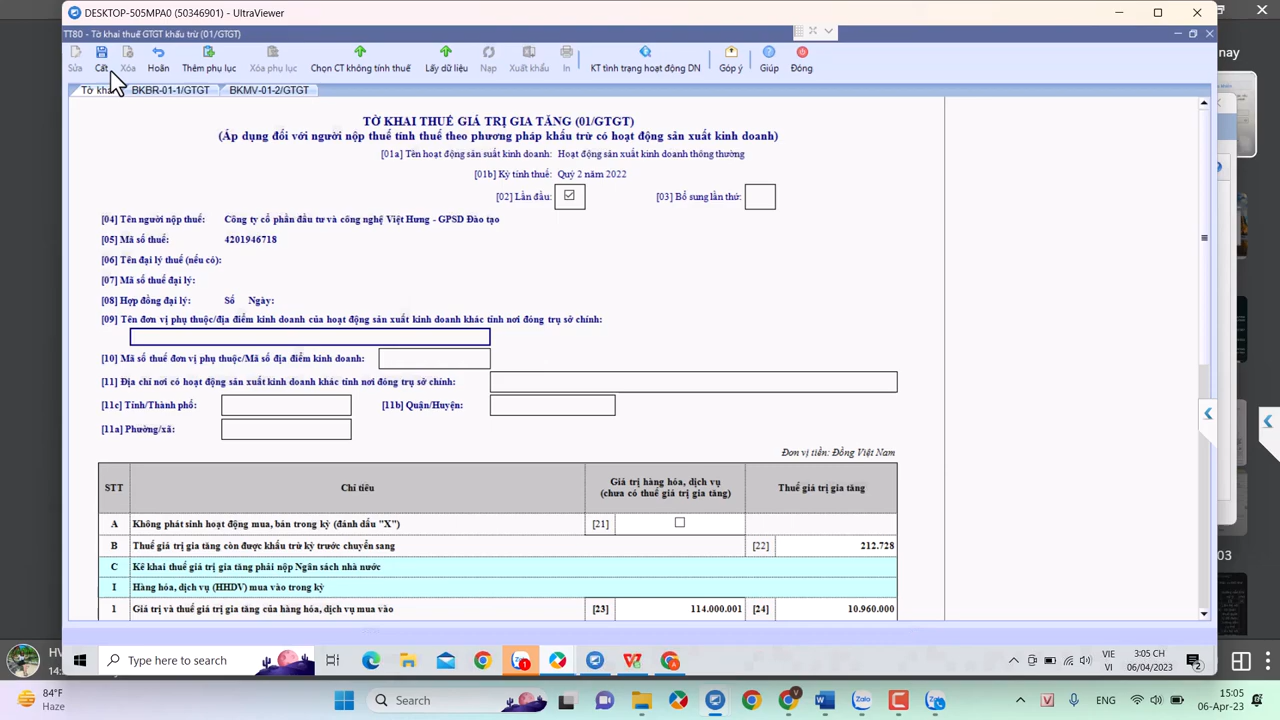 DESKTOP-505MPA0 (50346901) - UltraViewer
TT80 - Tờ khai thuế GTGT khấu trừ (01/GTGT)
Sửa Cất Xóa Hoãn Thêm phụ lục Xóa phụ lục Chọn CT không tính thuế Lấy dữ liệu Nạp Xuất khẩu In KT tình trạng hoạt động DN Góp ý Giúp Đóng
nay
Tờ kha BKBR-01-1/GTGT BKMV-01-2/GTGT
TỜ KHAI THUẾ GIÁ TRỊ GIA TĂNG (01/GTGT)
(Áp dụng đối với người nộp thuế tính thuế theo phương pháp khấu trừ có hoạt động sản xuất kinh doanh)
[01a] Tên hoạt động sản suất kinh doanh: Hoạt động sản xuất kinh doanh thông thường
[01b] Kỳ tính thuế: Quý 2 năm 2022
[02] Lần đầu: [03] Bổ sung lần thứ:
[04] Tên người nộp thuế: Công ty cổ phần đầu tư và công nghệ Việt Hưng - GPSD Đào tạo
[05] Mã số thuế: 4201946718
[06] Tên đại lý thuế (nếu có):
[07] Mã số thuế đại lý:
[08] Hợp đồng đại lý: Số Ngày:
[09] Tên đơn vị phụ thuộc/địa điểm kinh doanh của hoạt động sản xuất kinh doanh khác tỉnh nơi đóng trụ sở chính:
[10] Mã số thuế đơn vị phụ thuộc/Mã số địa điểm kinh doanh:
[11] Địa chỉ nơi có hoạt động sản xuất kinh doanh khác tỉnh nơi đóng trụ sở chính:
[11c] Tỉnh/Thành phố: [11b] Quận/Huyện:
[11a] Phường/xã:
Đơn vị tiền: Đồng Việt Nam
STT Chỉ tiêu Giá trị hàng hóa, dịch vụ (chưa có thuế giá trị gia tăng) Thuế giá trị gia tăng
A Không phát sinh hoạt động mua, bán trong kỳ (đánh dấu "X") [21]
B Thuế giá trị gia tăng còn được khấu trừ kỳ trước chuyển sang [22] 212.728
C Kê khai thuế giá trị gia tăng phải nộp Ngân sách nhà nước
03
I Hàng hóa, dịch vụ (HHDV) mua vào trong kỳ
1 Giá trị và thuế giá trị gia tăng của hàng hóa, dịch vụ mua vào [23] 114.000.001 [24] 10.960.000
Type here to search
VIE
VI
3:05 CH
06/04/2023
2
84°F
Haze
Search
ENG
15:05
06-Apr-23